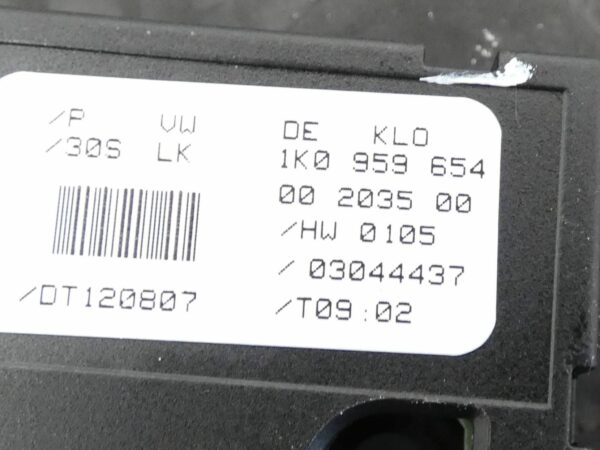 /P VW DE KLO
/30S LK 1K0 959 654
00 2035 00
/HW 0105
/ 03044437
/DT120807 /T09:02